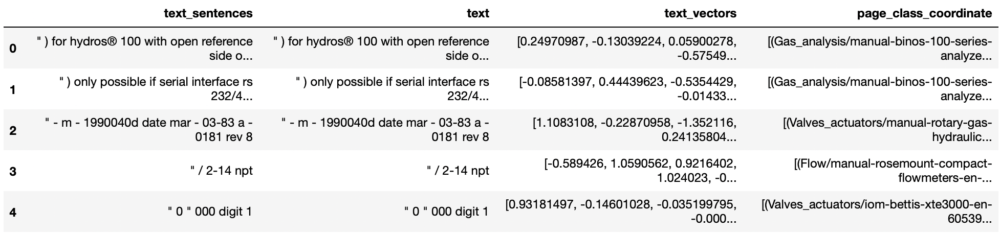 text_sentences text text_vectors page_class_coordinate
0 " ) for hydros® 100 with open reference side o... " ) for hydros® 100 with open reference side o... [0.24970987, -0.13039224, 0.05900278, -0.57549... [(Gas_analysis/manual-binos-100-series-analyze...
1 " ) only possible if serial interface rs 232/4... " ) only possible if serial interface rs 232/4... [-0.08581397, 0.44439623, -0.5354429, -0.01433... [(Gas_analysis/manual-binos-100-series-analyze...
2 " - m - 1990040d date mar - 03-83 a - 0181 rev 8 " - m - 1990040d date mar - 03-83 a - 0181 rev 8 [1.1083108, -0.22870958, -1.352116, 0.24135804... [(Valves_actuators/manual-rotary-gas-hydraulic...
3 " / 2-14 npt " / 2-14 npt [-0.589426, 1.0590562, 0.9216402, 1.024023, -0... [(Flow/manual-rosemount-compact-flowmeters-en-...
4 " 0 " 000 digit 1 " 0 " 000 digit 1 [0.93181497, -0.14601028, -0.035199795, -0.000... [(Valves_actuators/iom-bettis-xte3000-en-60539...